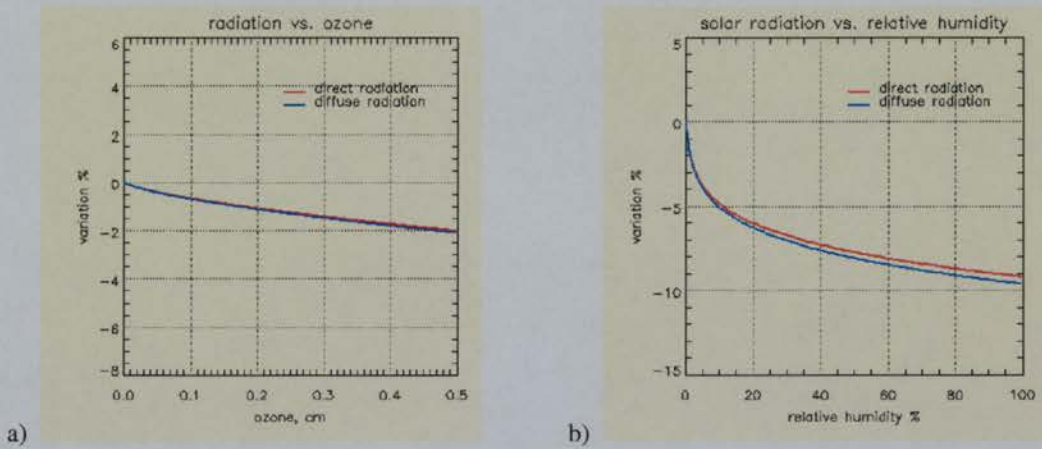 radiation vs. ozone
6
4
2
0
−2
−4
−6
−8
variation %
direct radiation
diffuse radiation
0.0 0.1 0.2 0.3 0.4 0.5
ozone, cm
a)
solar radiation vs. relative humidity
5
0
−5
−10
−15
variation %
direct radiation
diffuse radiation
0 20 40 60 80 100
relative humidity %
b)